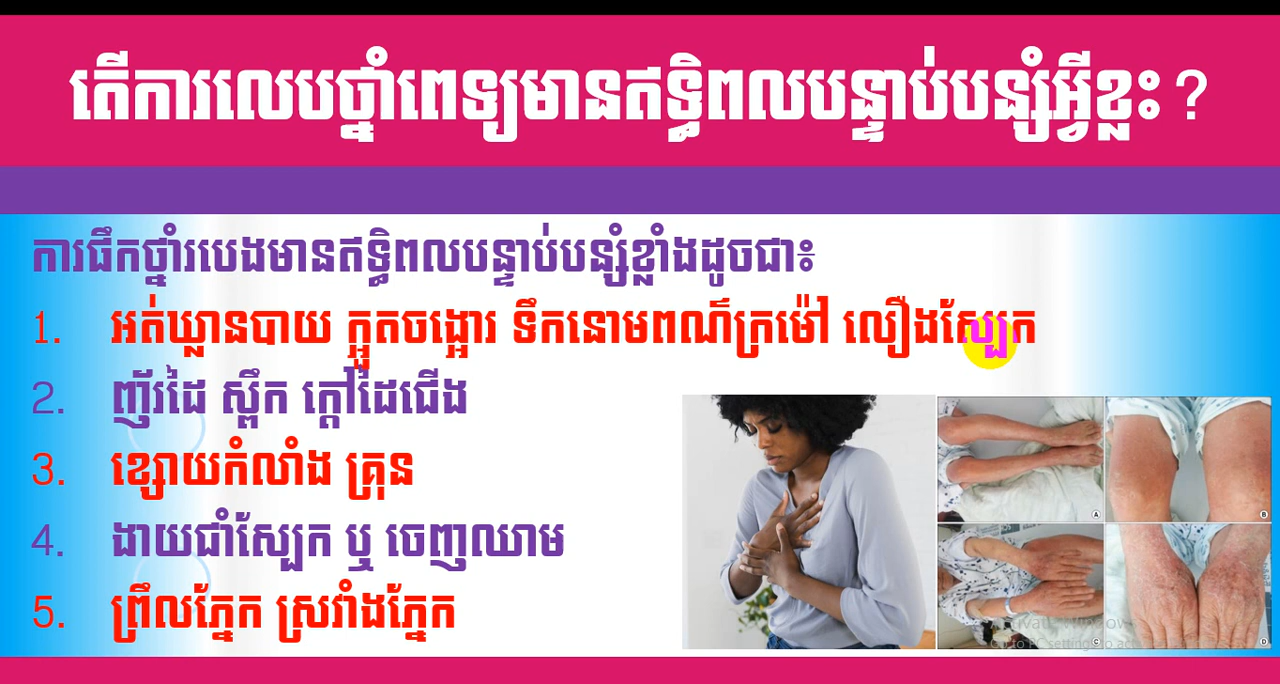 តើការលេបថ្នាំពេទ្យមានឥទ្ធិពលបន្ទាប់បន្សំអ្វីខ្លះ?
ការផឹកថ្នាំរបេងមានឥទ្ធិពលបន្ទាប់បន្សំខ្លាំងដូចជា៖
1. អត់ឃ្លានបាយ ក្អួតចង្អោរ ទឹកនោមពណ៌ក្រម៉ៅ លឿងស្បែក
2. ញ័រដៃ ស្ពឹក ក្តៅដៃជើង
3. ខ្សោយកំលាំង គ្រុន
4. ងាយជាំស្បែក ឬ ចេញឈាម
5. ព្រឹលភ្នែក ស្រវាំងភ្នែក
A
B
C
D
Activate Windows
Go to PC settings to